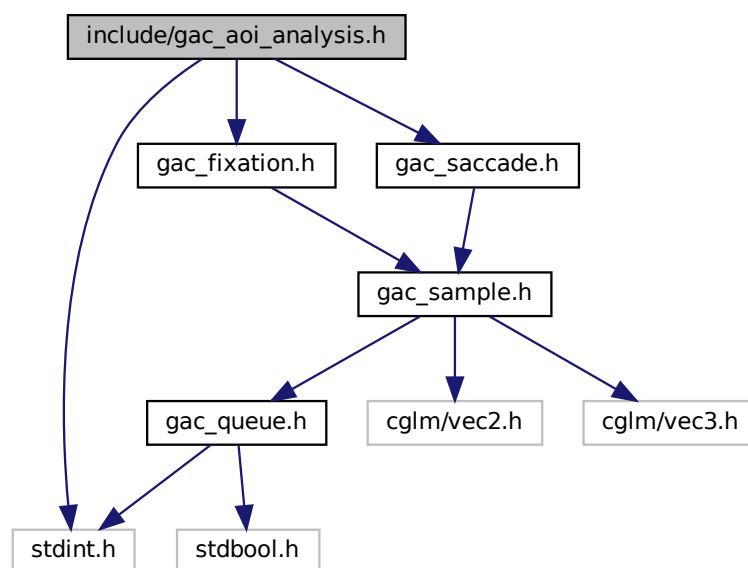 include/gac_aoi_analysis.h
gac_fixation.h
gac_saccade.h
gac_sample.h
gac_queue.h
cglm/vec2.h
cglm/vec3.h
stdint.h
stdbool.h